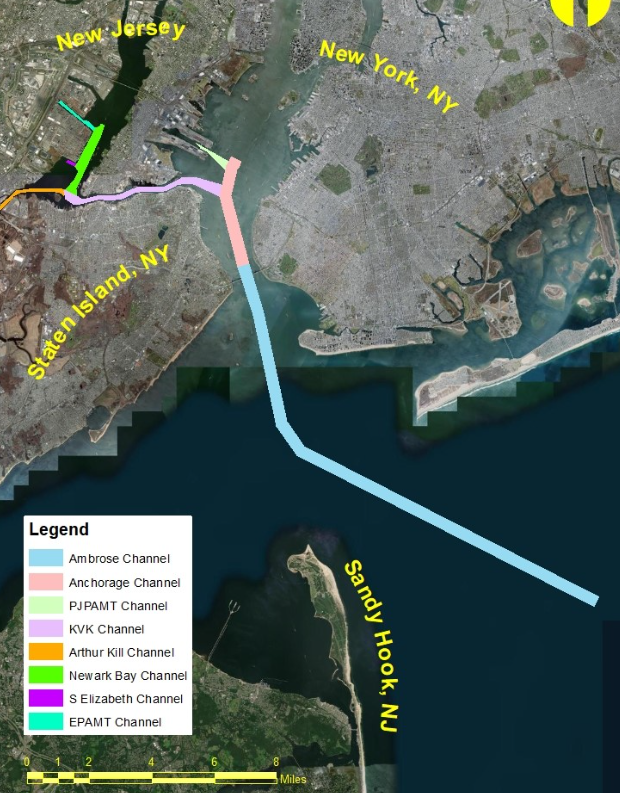 New Jersey
New York, NY
Staten Island, NY
Sandy Hook, NJ
Legend
Ambrose Channel
Anchorage Channel
PJPAMT Channel
KVK Channel
Arthur Kill Channel
Newark Bay Channel
S Elizabeth Channel
EPAMT Channel
0 1 2 4 6 8
Miles